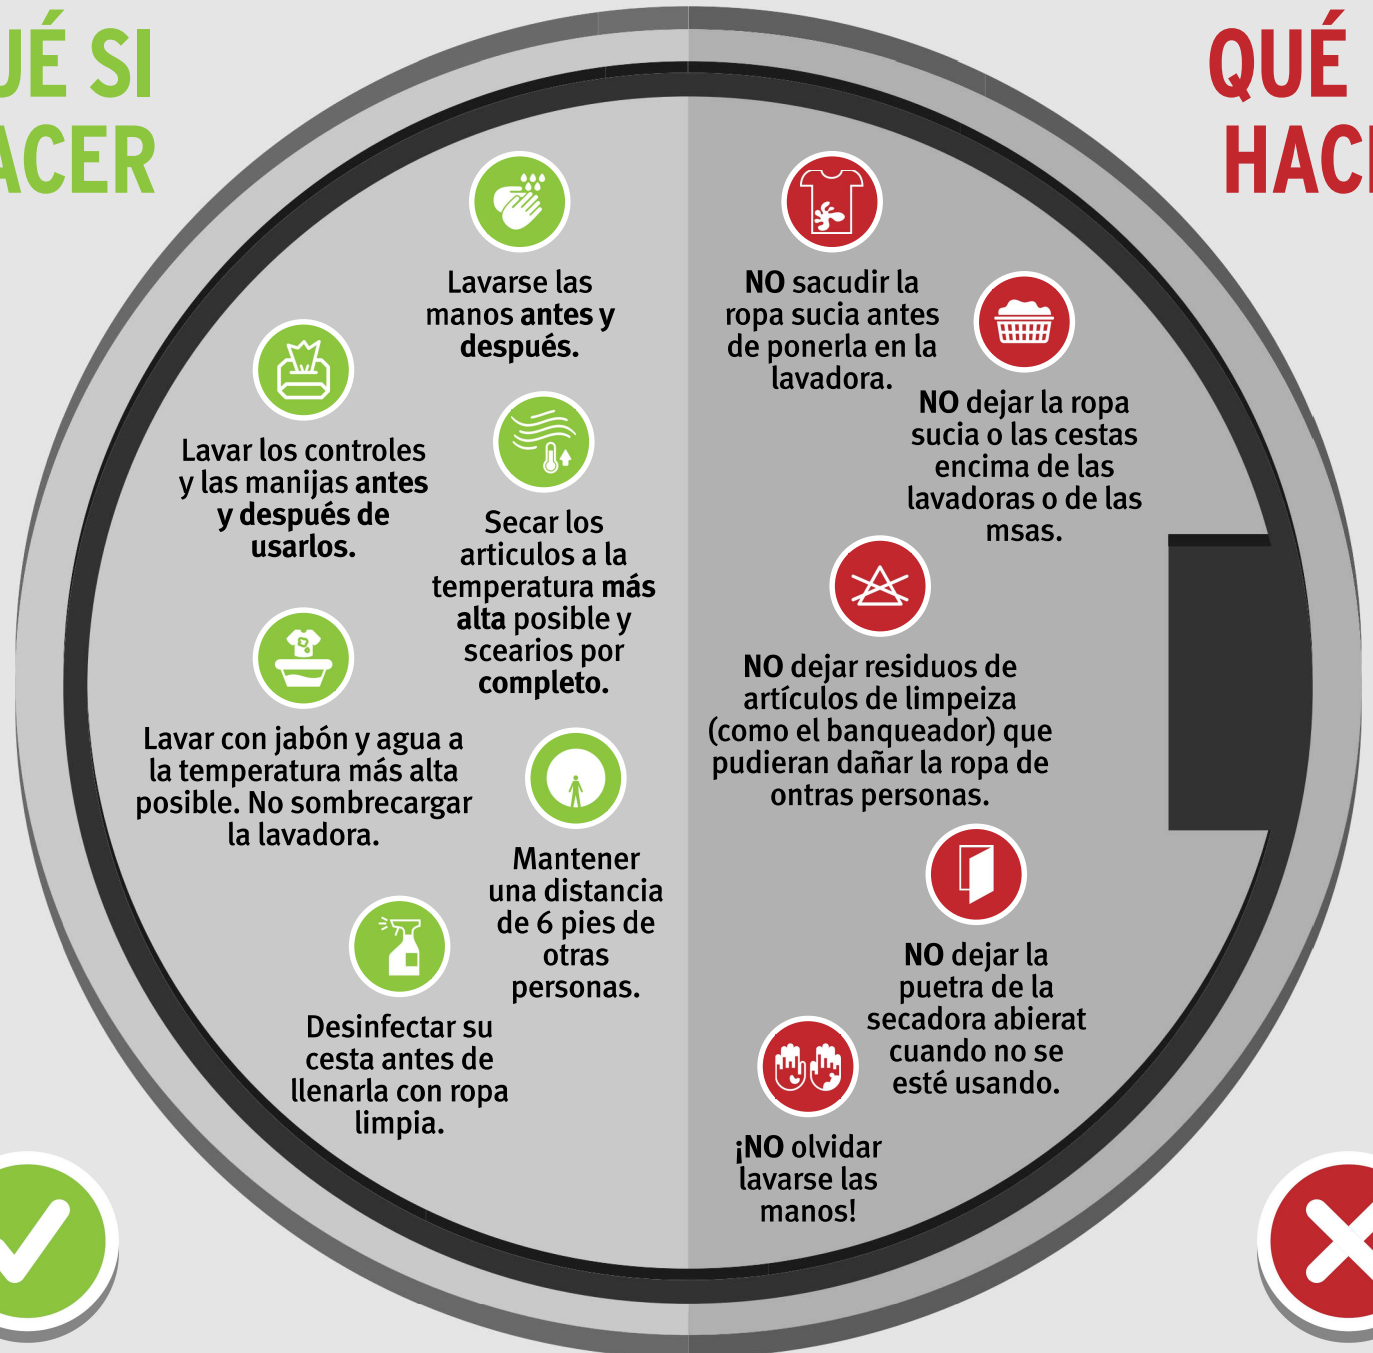 UÉ SI
ACER
Lavarse las
manos antes y
después.
Lavar los controles
y las manijas antes
y después de
usarlos.
Secar los
articulos a la
temperatura más
alta posible y
scearios por
completo.
Lavar con jabón y agua a
la temperatura más alta
posible. No sombrecargar
la lavadora.
Mantener
una distancia
de 6 pies de
otras
personas.
Desinfectar su
cesta antes de
llenarla con ropa
limpia.
QUÉ
HAC
NO sacudir la
ropa sucia antes
de ponerla en la
lavadora.
NO dejar la ropa
sucia o las cestas
encima de las
lavadoras o de las
msas.
NO dejar residuos de
artículos de limpeiza
(como el banqueador) que
pudieran dañar la ropa de
ontras personas.
NO dejar la
puetra de la
secadora abierat
cuando no se
esté usando.
¡NO olvidar
lavarse las
manos!